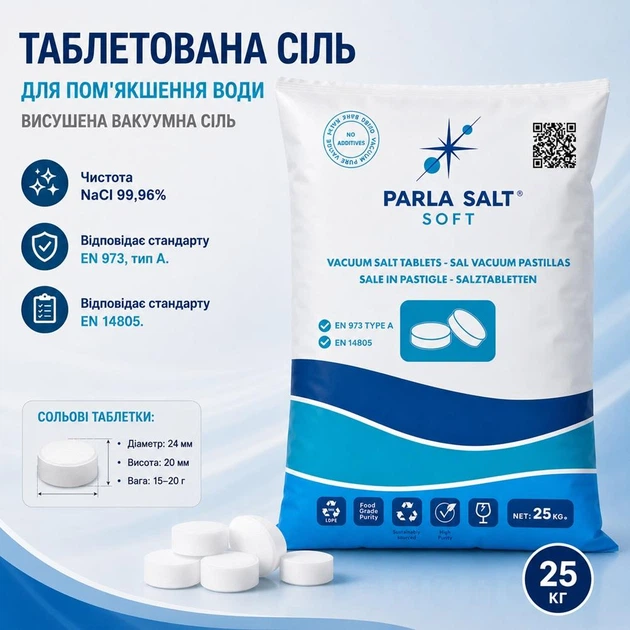 ТАБЛЕТОВАНА СІЛЬ
ДЛЯ ПОМ'ЯКШЕННЯ ВОДИ
ВИСУШЕНА ВАКУУМНА СІЛЬ
Чистота
NaCl 99,96%
Відповідає стандарту
EN 973, тип А.
Відповідає стандарту
EN 14805.
СОЛЬОВІ ТАБЛЕТКИ:
• Діаметр: 24 мм
• Висота: 20 мм
• Вага: 15–20 г
NO
ADDITIVES
PARLA SALT®
SOFT
VACUUM SALT TABLETS - SAL VACUUM PASTILLAS
SALE IN PASTIGLE - SALZTABLETTEN
EN 973 TYPE A
EN 14805
LDPE
Food
Grade
Purity
NET: 25 KG.
25
КГ